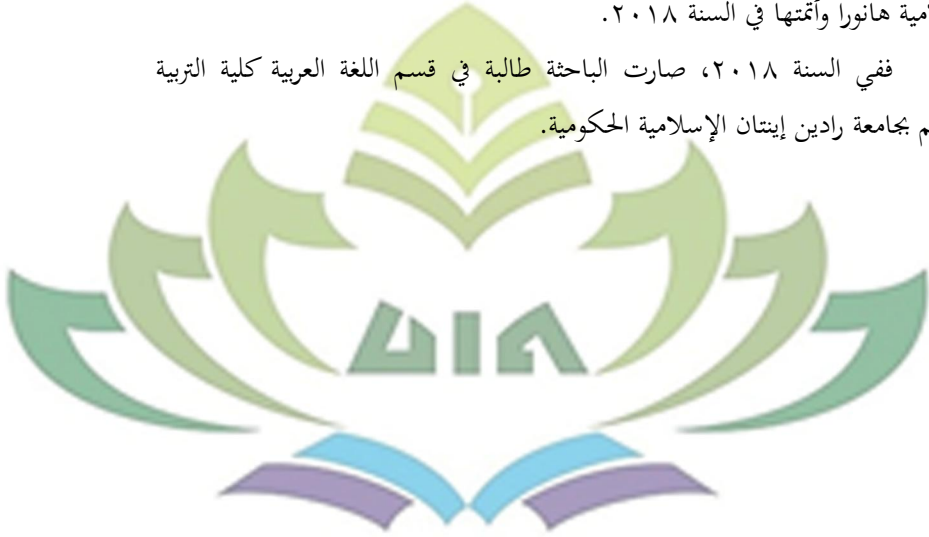 مية هانورا وأتمتها في السنة ٢٠١٨.
ففي السنة ٢٠١٨، صارت الباحثة طالبة في قسم اللغة العربية كلية التربية
م بجامعة رادين إينتان الإسلامية الحكومية.